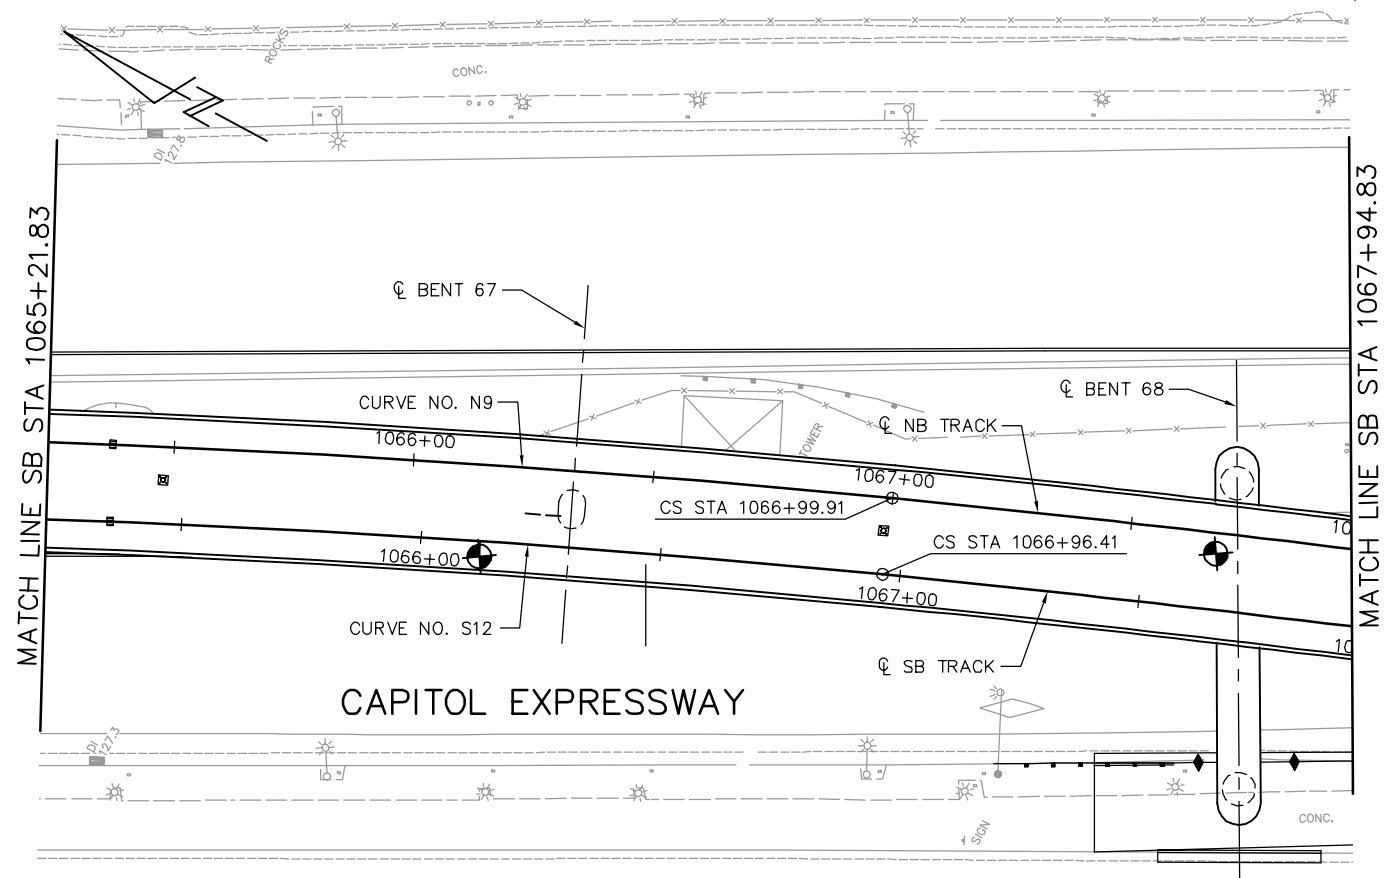 ROCKS
CONC.
DI
127.8
MATCH LINE SB STA 1065+21.83
MATCH LINE SB STA 1067+94.83
℄ BENT 67
℄ BENT 68
CURVE NO. N9
℄ NB TRACK
TOWER
1066+00
1067+00
CS STA 1066+99.91
10
CS STA 1066+96.41
1066+00
1067+00
CURVE NO. S12
10
℄ SB TRACK
CAPITOL EXPRESSWAY
DI
127.3
SIGN
CONC.